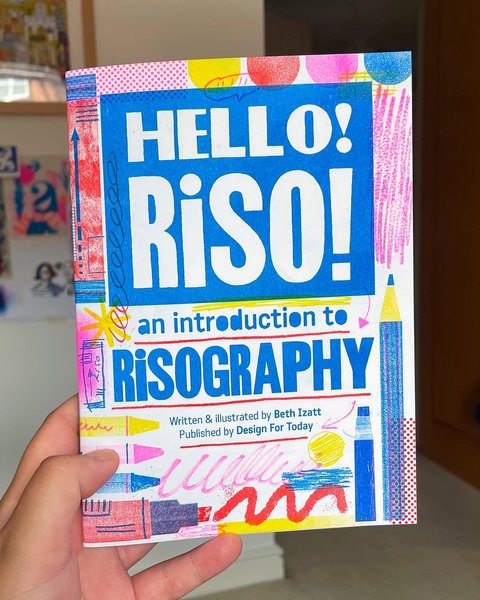 HELLO!
RiSO!
an introduction to
RiSOGRAPHY
Written & illustrated by Beth Izatt
Published by Design For Today